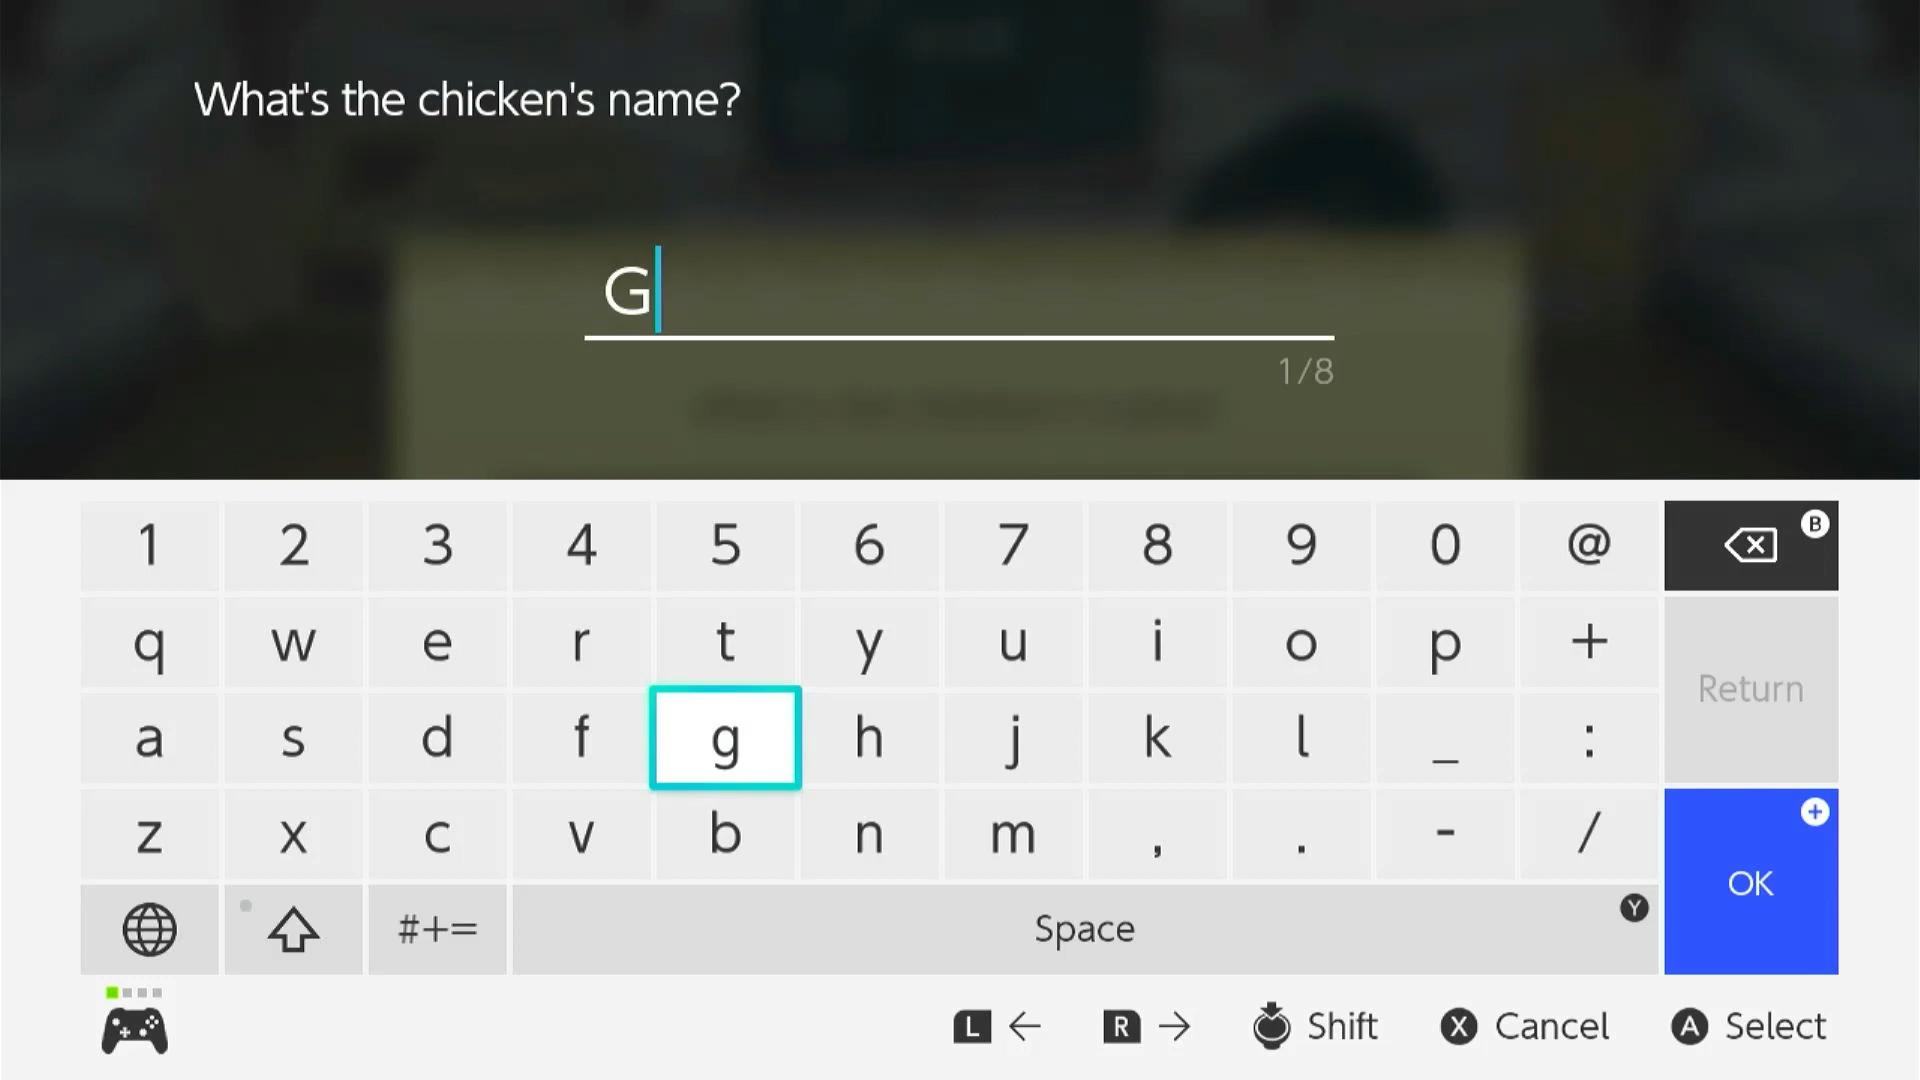 What's the chicken's name?
G
1/8
1 2 3 4 5 6 7 8 9 0 @ B
q w e r t y u i o p +
Return
a s d f g h j k l _ :
z x c v b n m , . - / +
OK
#+= Space Y
L ← R → Shift X Cancel A Select